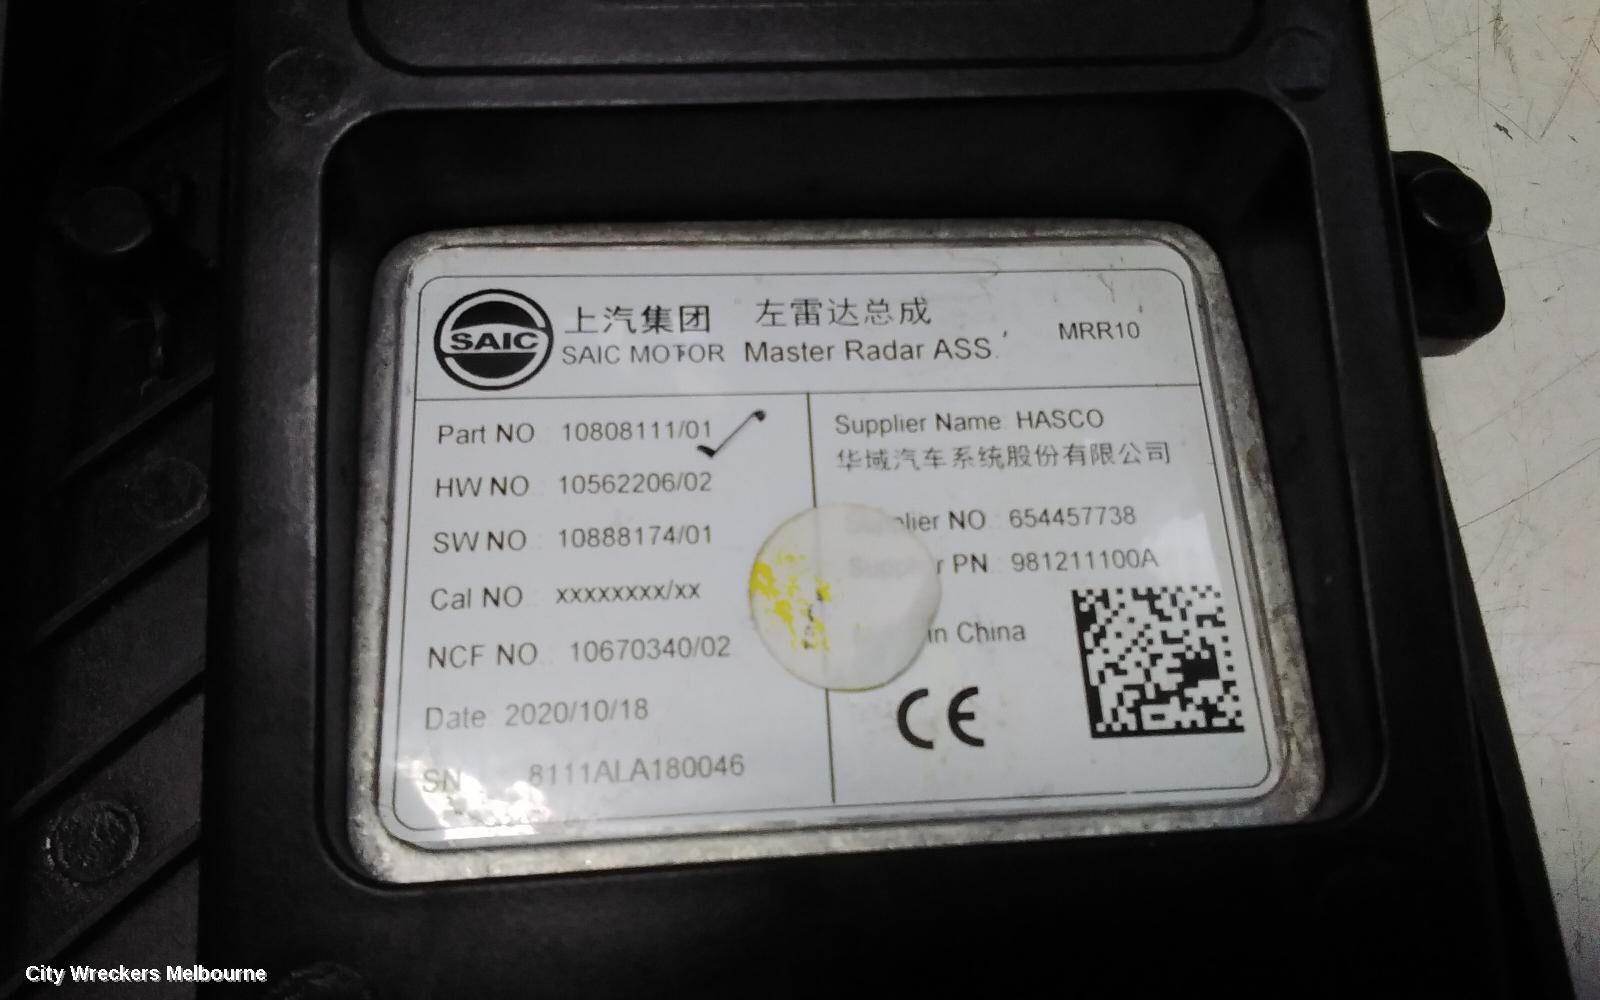 SAIC
上汽集团 左雷达总成 MRR10
SAIC MOTOR Master Radar ASS.
Part NO 10808111/01
HW NO 10562206/02
SW NO 10888174/01
Cal NO xxxxxxxx/xx
NCF NO 10670340/02
Date 2020/10/18
SN 8111ALA180046
Supplier Name HASCO
华域汽车系统股份有限公司
Supplier NO 654457738
Supplier PN 981211100A
in China
CE
City Wreckers Melbourne